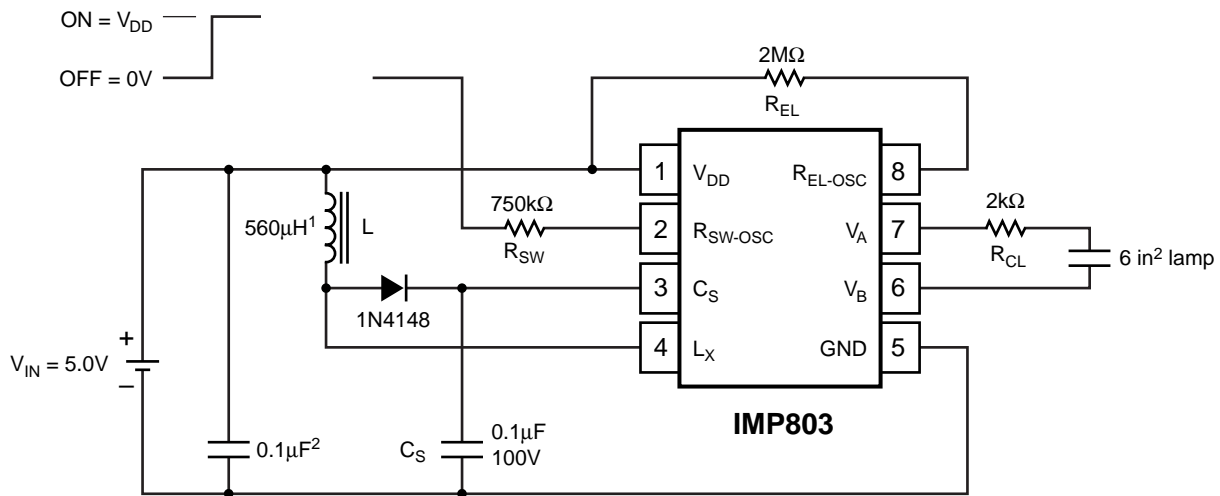 ON = V_DD
OFF = 0V
2MΩ
R_EL
1 V_DD R_EL-OSC 8
750kΩ
R_SW
2 R_SW-OSC V_A 7
2kΩ
R_CL
560µH¹ L
6 in² lamp
3 C_S V_B 6
1N4148
4 L_X GND 5
+
V_IN = 5.0V
–
IMP803
0.1µF²
C_S
0.1µF
100V